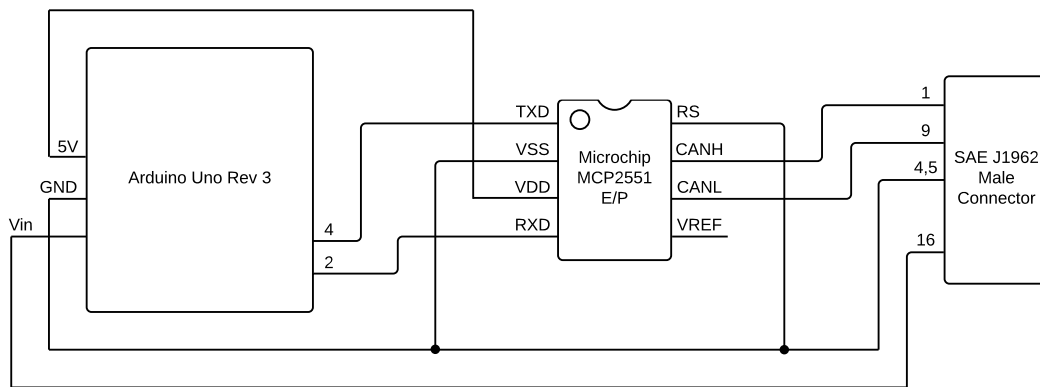 5V
GND
Vin
Arduino Uno Rev 3
4
2
TXD
VSS
VDD
RXD
Microchip
MCP2551
E/P
RS
CANH
CANL
VREF
1
9
4,5
16
SAE J1962
Male
Connector